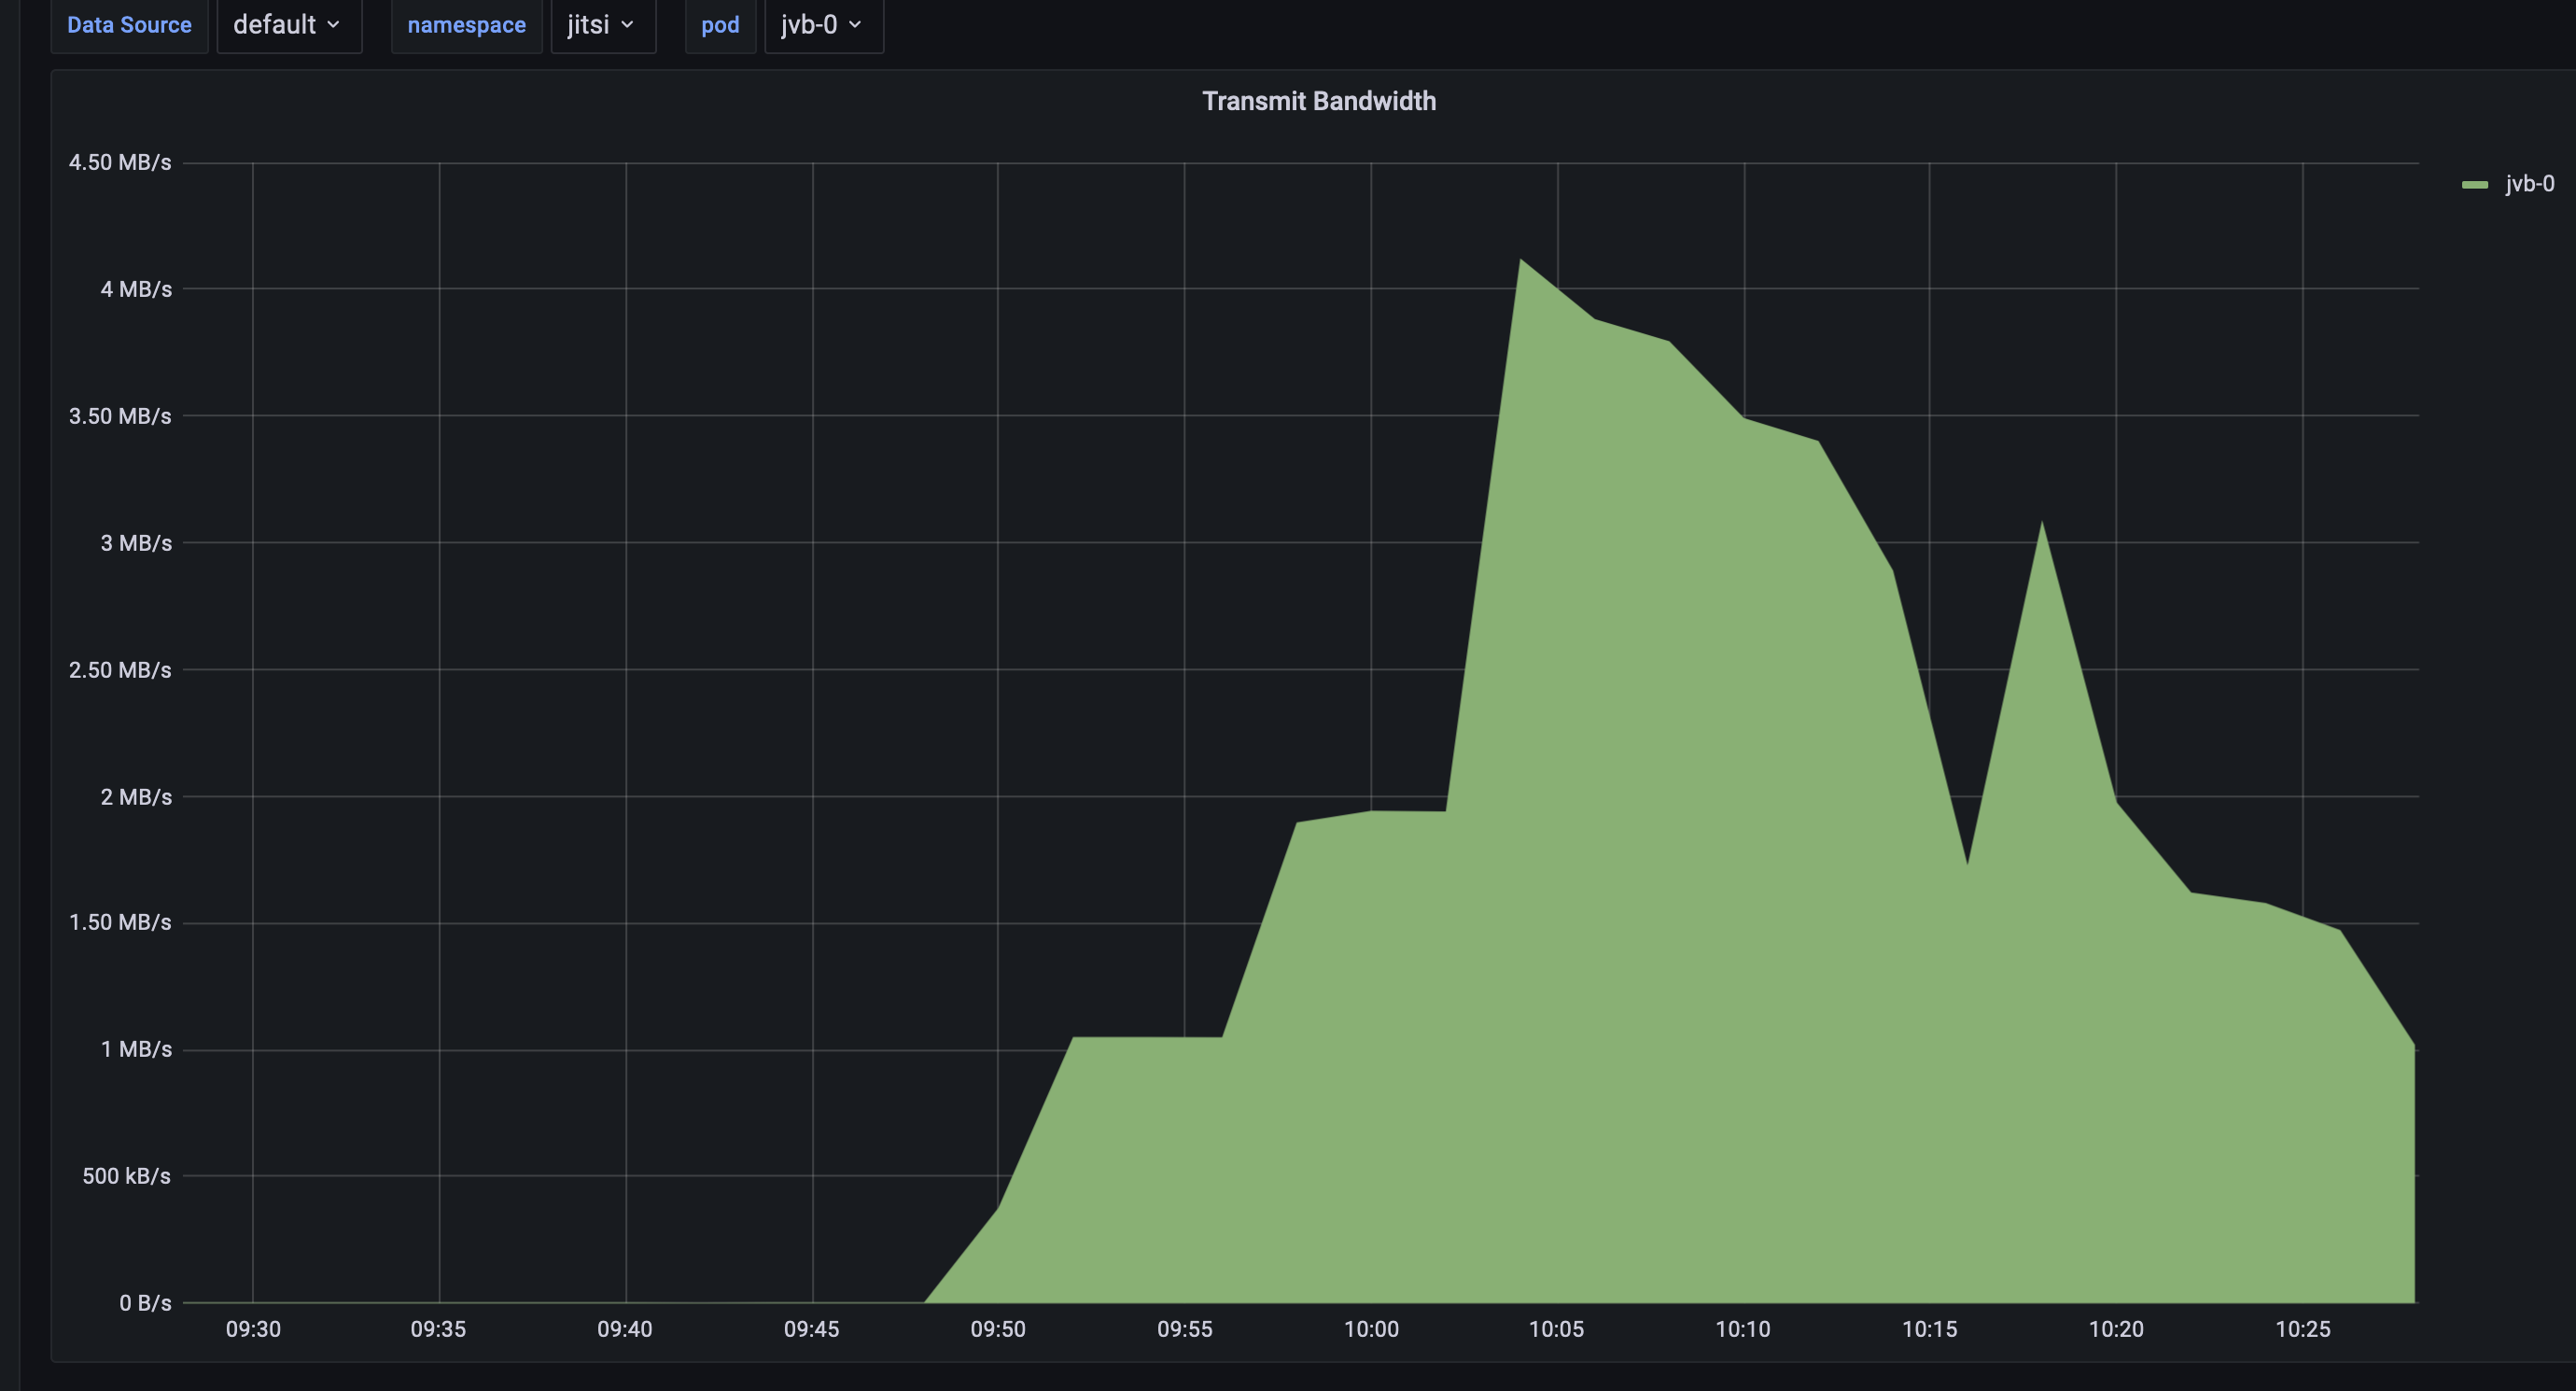 Data Source default namespace jitsi pod jvb-0
Transmit Bandwidth
4.50 MB/s
jvb-0
4 MB/s
3.50 MB/s
3 MB/s
2.50 MB/s
2 MB/s
1.50 MB/s
1 MB/s
500 kB/s
0 B/s
09:30 09:35 09:40 09:45 09:50 09:55 10:00 10:05 10:10 10:15 10:20 10:25